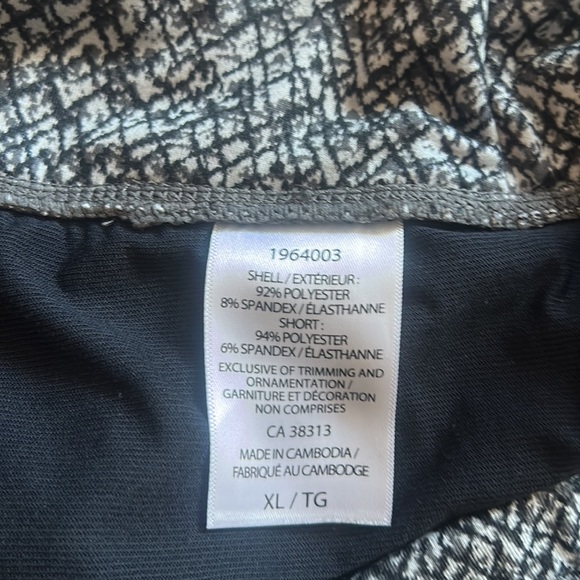 1964003
SHELL / EXTÉRIEUR :
92% POLYESTER
8% SPANDEX / ÉLASTHANNE
SHORT :
94% POLYESTER
6% SPANDEX / ÉLASTHANNE
EXCLUSIVE OF TRIMMING AND
ORNAMENTATION /
GARNITURE ET DÉCORATION
NON COMPRISES
CA 38313
MADE IN CAMBODIA /
FABRIQUÉ AU CAMBODGE
XL / TG